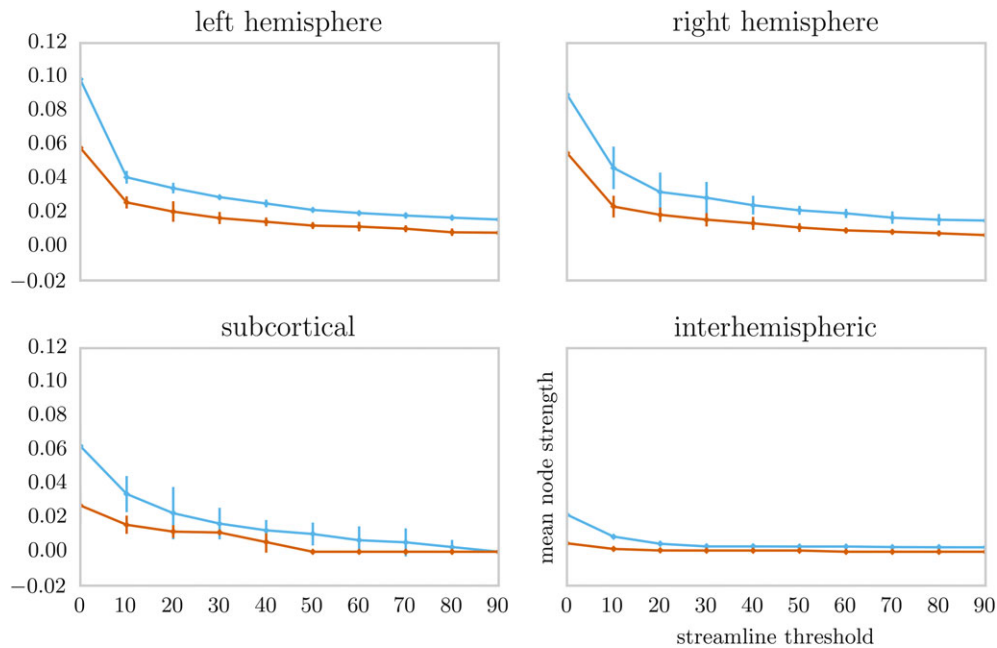 left hemisphere
right hemisphere
0.12
0.10
0.08
0.06
0.04
0.02
0.00
−0.02
subcortical
interhemispheric
0.12
0.10
0.08
0.06
0.04
0.02
0.00
−0.02
mean node strength
0 10 20 30 40 50 60 70 80 90
0 10 20 30 40 50 60 70 80 90
streamline threshold